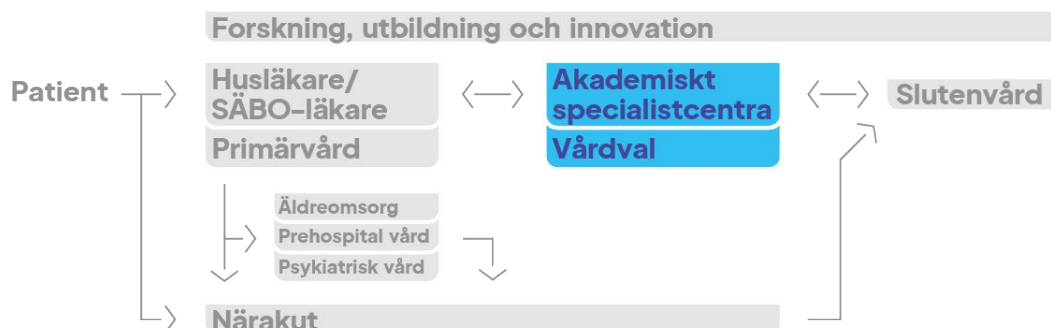 Forskning, utbildning och innovation
Patient
Husläkare/
SÄBO-läkare
Primärvård
Akademiskt
specialistcentra
Vårdval
Slutenvård
Äldreomsorg
Prehospital vård
Psykiatrisk vård
Närakut